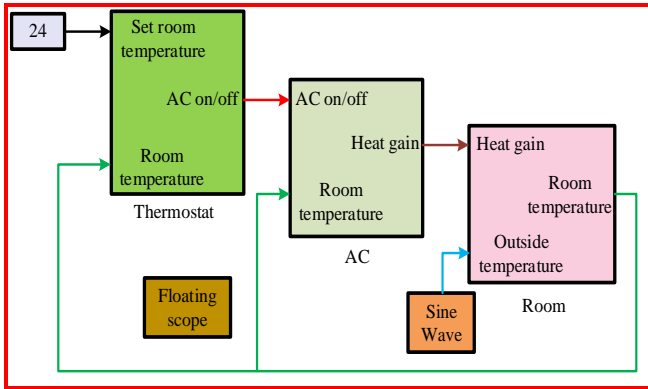 24
Set room
temperature
AC on/off
Room
temperature
Thermostat
AC on/off
Heat gain
Room
temperature
AC
Heat gain
Room
temperature
Outside
temperature
Room
Floating
scope
Sine
Wave